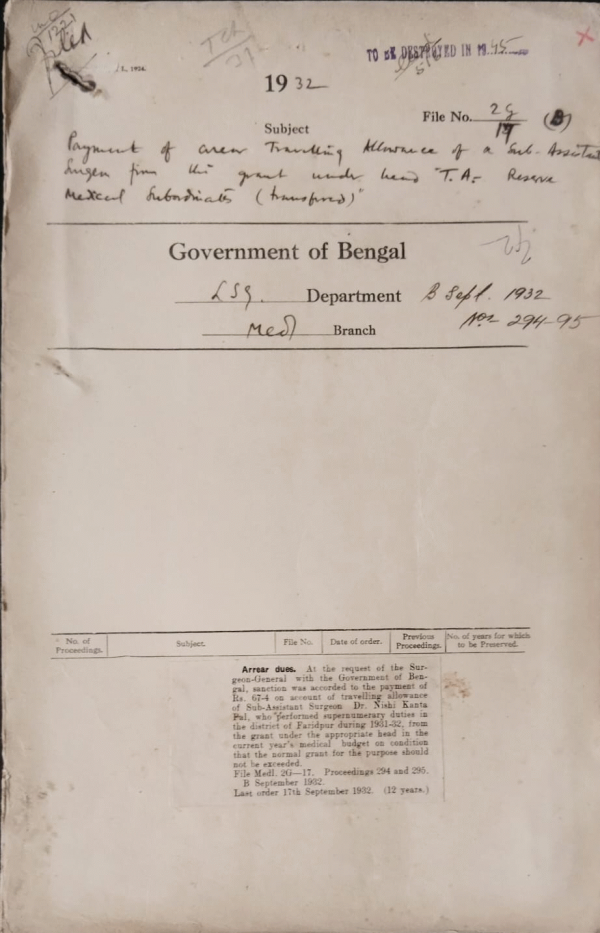 Filed
TO BE DESTROYED IN 1945
1932
File No. 2G/17 (B)
Subject
Payment of arrear Travelling Allowance of a Sub-Assistant
Surgeon from the grant under head "T.A.- Reserve
Medical Subordinates (transferred)"
Government of Bengal
LSG. Department B Sept. 1932
Medl Branch Nos 294-95
No. of Proceedings. Subject. File No. Date of order. Previous Proceedings. No. of years for which to be Preserved.
Arrear dues. At the request of the Sur-
geon-General with the Government of Ben-
gal, sanction was accorded to the payment of
Rs. 67-4 on account of travelling allowance
of Sub-Assistant Surgeon Dr. Nishi Kanta
Pal, who performed supernumerary duties in
the district of Faridpur during 1931-32, from
the grant under the appropriate head in the
current year's medical budget on condition
that the normal grant for the purpose should
not be exceeded.
File Medl. 2G—17. Proceedings 294 and 295.
B September 1932.
Last order 17th September 1932. (12 years.)